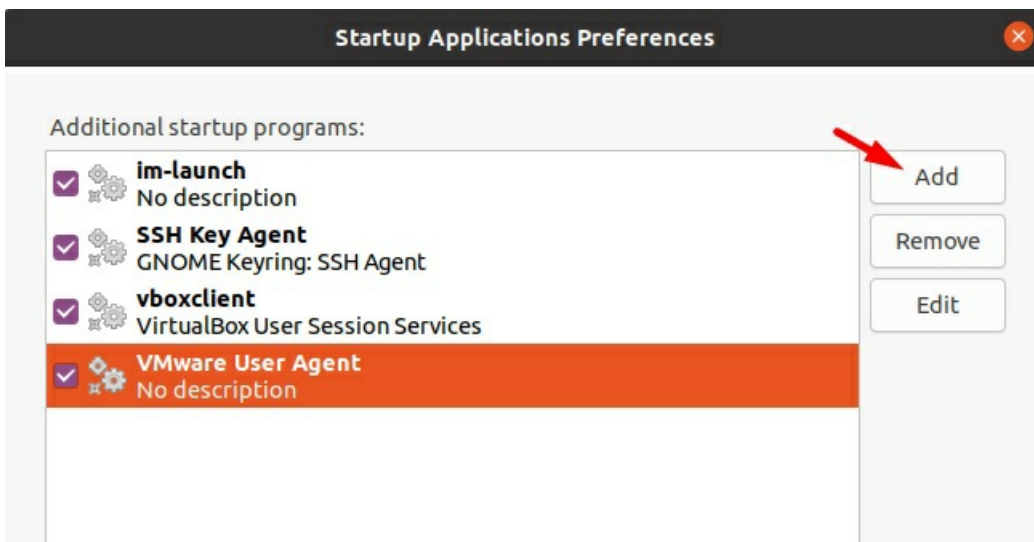 Startup Applications Preferences
Additional startup programs:
im-launch
No description
SSH Key Agent
GNOME Keyring: SSH Agent
vboxclient
VirtualBox User Session Services
VMware User Agent
No description
Add
Remove
Edit